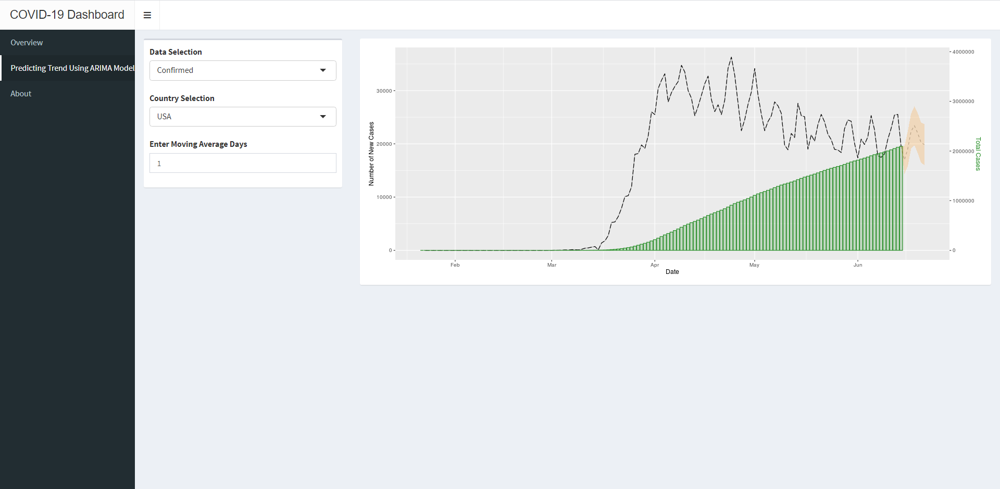 COVID-19 Dashboard
Overview
Predicting Trend Using ARIMA Model
About
Data Selection
Confirmed
Country Selection
USA
Enter Moving Average Days
1
Number of New Cases
30000
20000
10000
0
4000000
3000000
2000000
1000000
0
Total Cases
Feb Mar Apr May Jun
Date